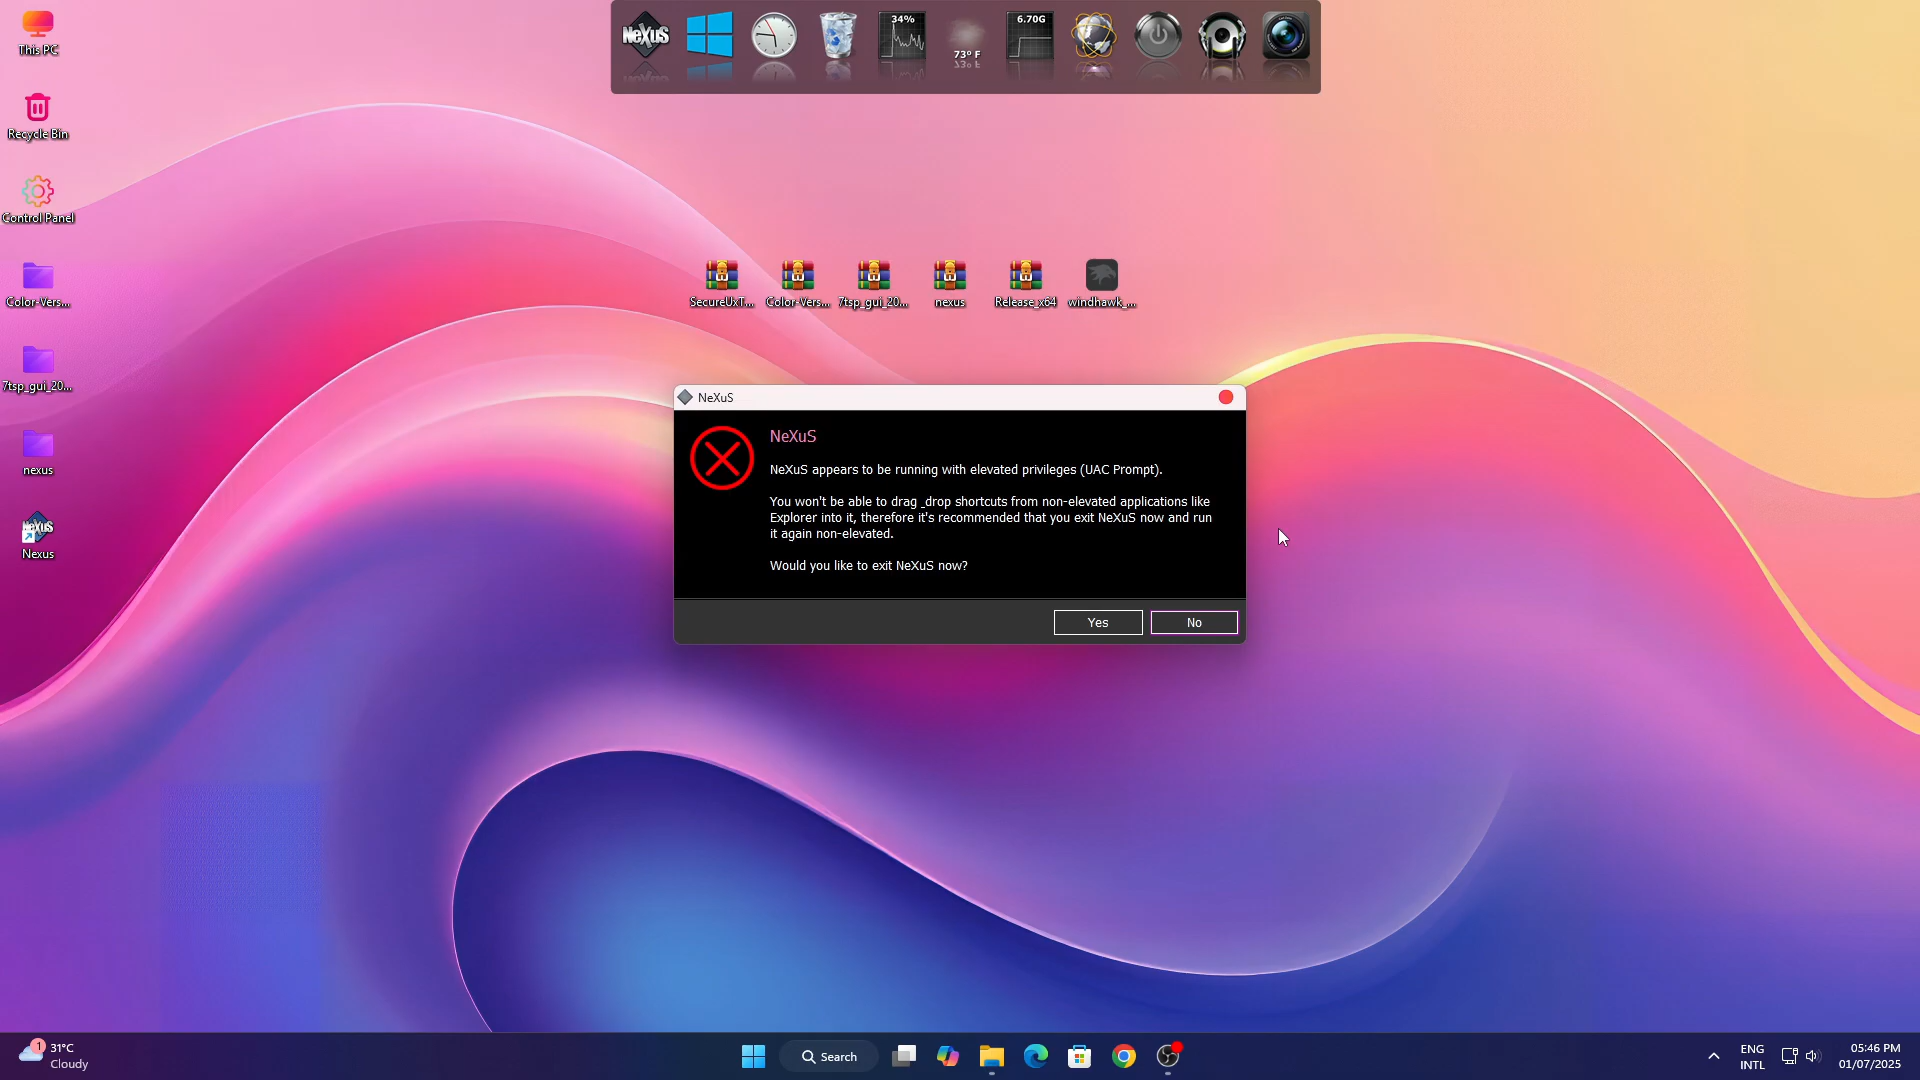 This PC
Recycle Bin
Control Panel
Color-Vers...
7tsp_gui_20...
nexus
Nexus
NeXuS
34%
73° F
6.70G
SecureUxT...
Color-Vers...
7tsp_gui_20...
nexus
Release_x64
windhawk_...
NeXuS
NeXuS
NeXuS appears to be running with elevated privileges (UAC Prompt).
You won't be able to drag _drop shortcuts from non-elevated applications like
Explorer into it, therefore it's recommended that you exit NeXuS now and run
it again non-elevated.
Would you like to exit NeXuS now?
Yes
No
1
31°C
Cloudy
Search
ENG
INTL
05:46 PM
01/07/2025